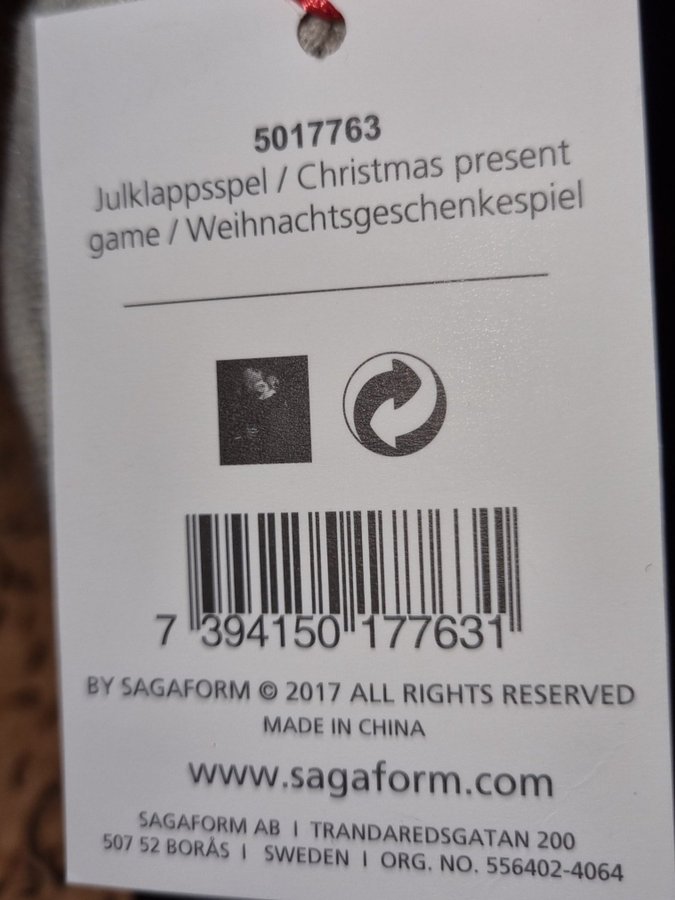 5017763
Julklappsspel / Christmas present
game / Weihnachtsgeschenkespiel
7 394150 177631
BY SAGAFORM © 2017 ALL RIGHTS RESERVED
MADE IN CHINA
www.sagaform.com
SAGAFORM AB I TRANDAREDSGATAN 200
507 52 BORÅS I SWEDEN I ORG. NO. 556402-4064